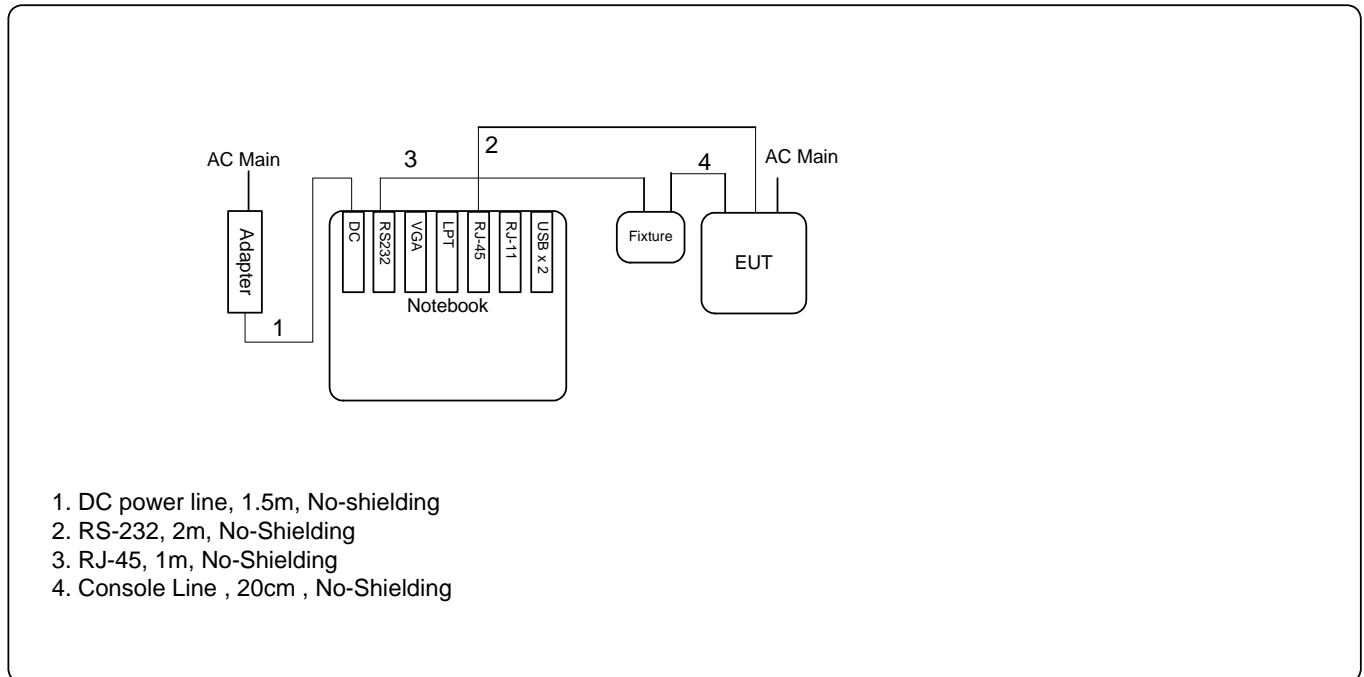 2
3
4
AC Main
AC Main
Adapter
DC
RS232
VGA
LPT
RJ-45
RJ-11
USB x 2
Fixture
EUT
Notebook
1
1. DC power line, 1.5m, No-shielding
2. RS-232, 2m, No-Shielding
3. RJ-45, 1m, No-Shielding
4. Console Line , 20cm , No-Shielding